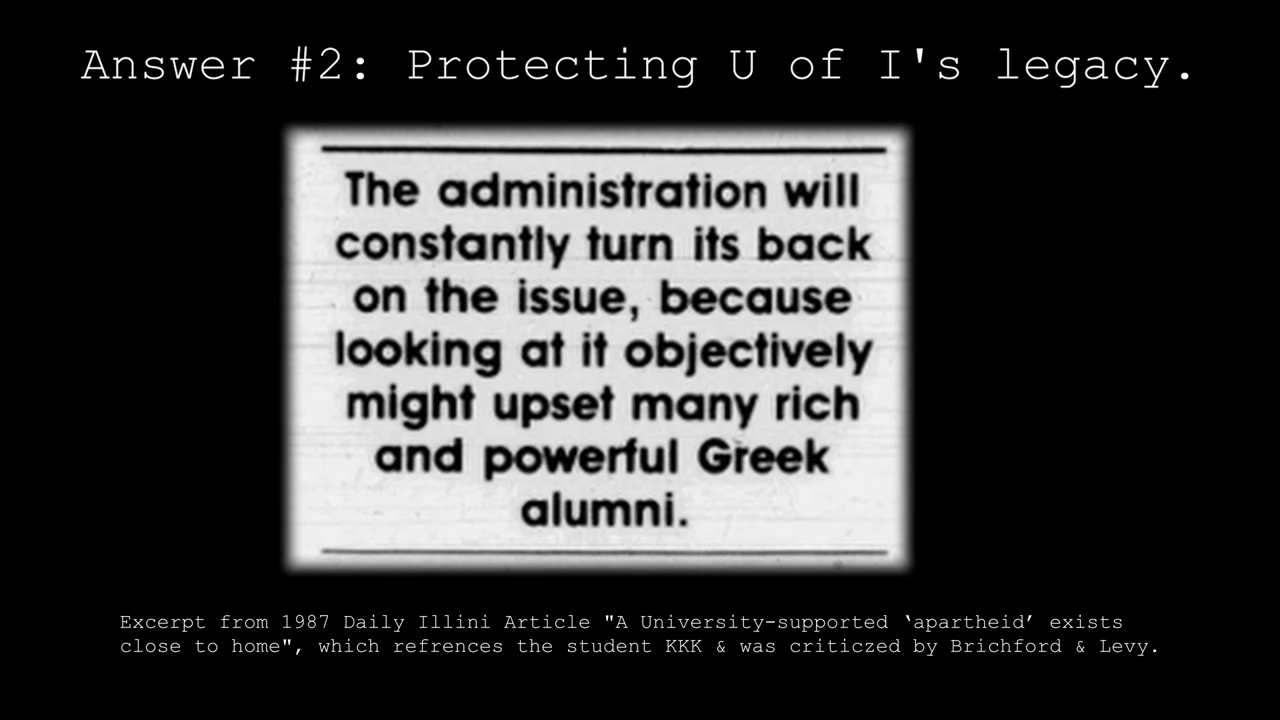 Answer #2: Protecting U of I's legacy.
The administration will
constantly turn its back
on the issue, because
looking at it objectively
might upset many rich
and powerful Greek
alumni.
Excerpt from 1987 Daily Illini Article "A University-supported ‘apartheid’ exists
close to home", which refrences the student KKK & was criticzed by Brichford & Levy.